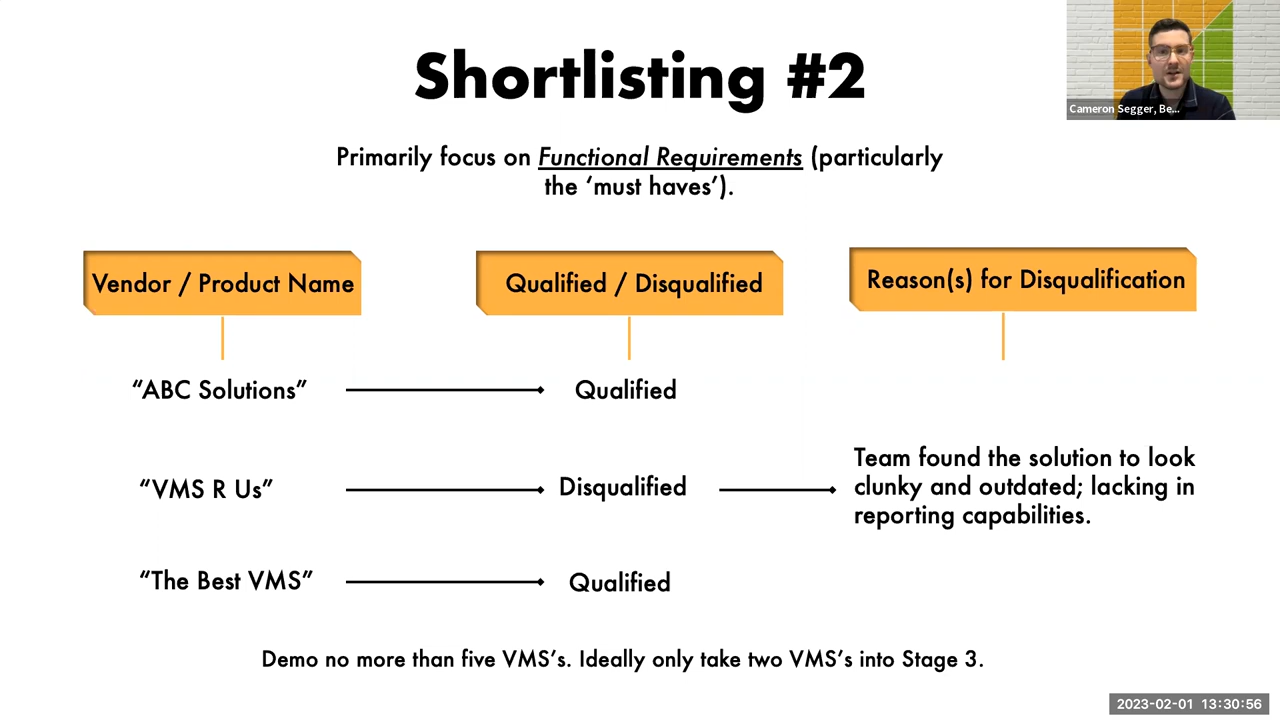 Shortlisting #2
Cameron Segger, Be...
Primarily focus on Functional Requirements (particularly
the ‘must haves’).
Vendor / Product Name
Qualified / Disqualified
Reason(s) for Disqualification
“ABC Solutions”
Qualified
“VMS R Us”
Disqualified
Team found the solution to look
clunky and outdated; lacking in
reporting capabilities.
“The Best VMS”
Qualified
Demo no more than five VMS’s. Ideally only take two VMS’s into Stage 3.
2023-02-01 13:30:56